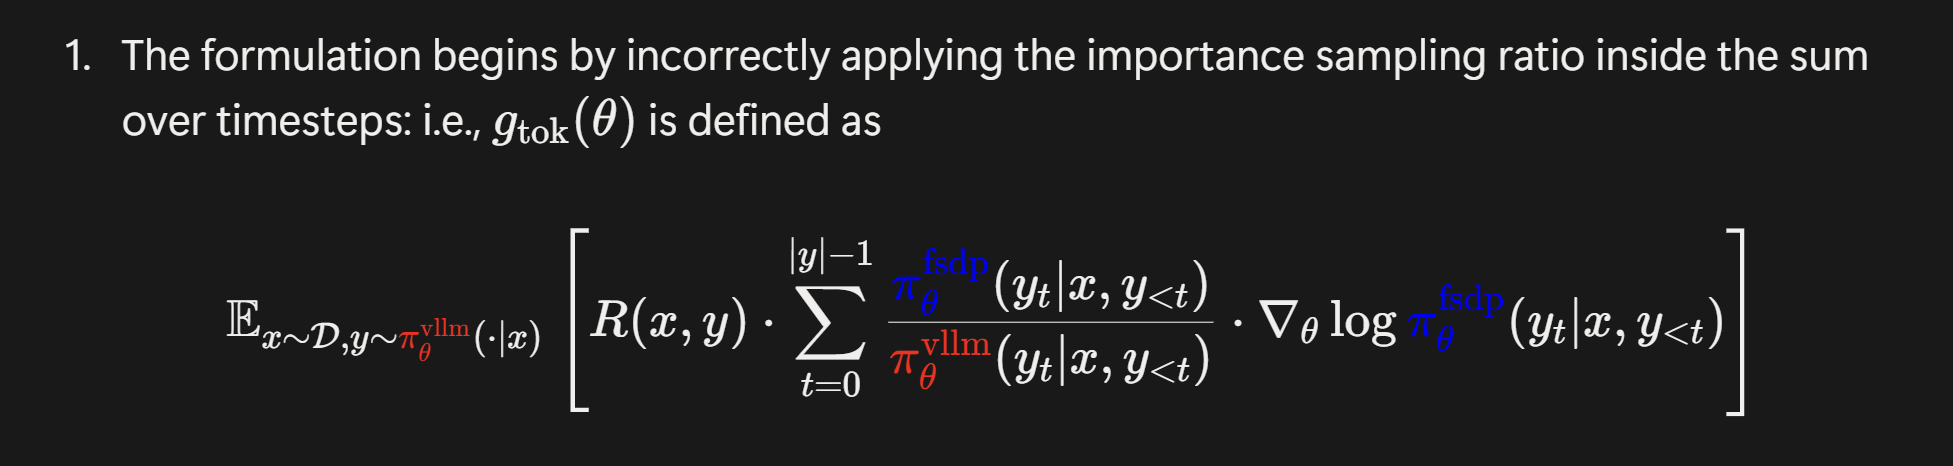 1. The formulation begins by incorrectly applying the importance sampling ratio inside the sum
over timesteps: i.e., $g_{\text{tok}}(\theta)$ is defined as
$\mathbb{E}_{x\sim\mathcal{D},y\sim\pi_\theta^{\text{vllm}}(\cdot|x)}\left[R(x,y)\cdot\sum_{t=0}^{|y|-1}\frac{\pi_\theta^{\text{fsdp}}(y_t|x,y_{<t})}{\pi_\theta^{\text{vllm}}(y_t|x,y_{<t})}\cdot\nabla_\theta\log\pi_\theta^{\text{fsdp}}(y_t|x,y_{<t})\right]$